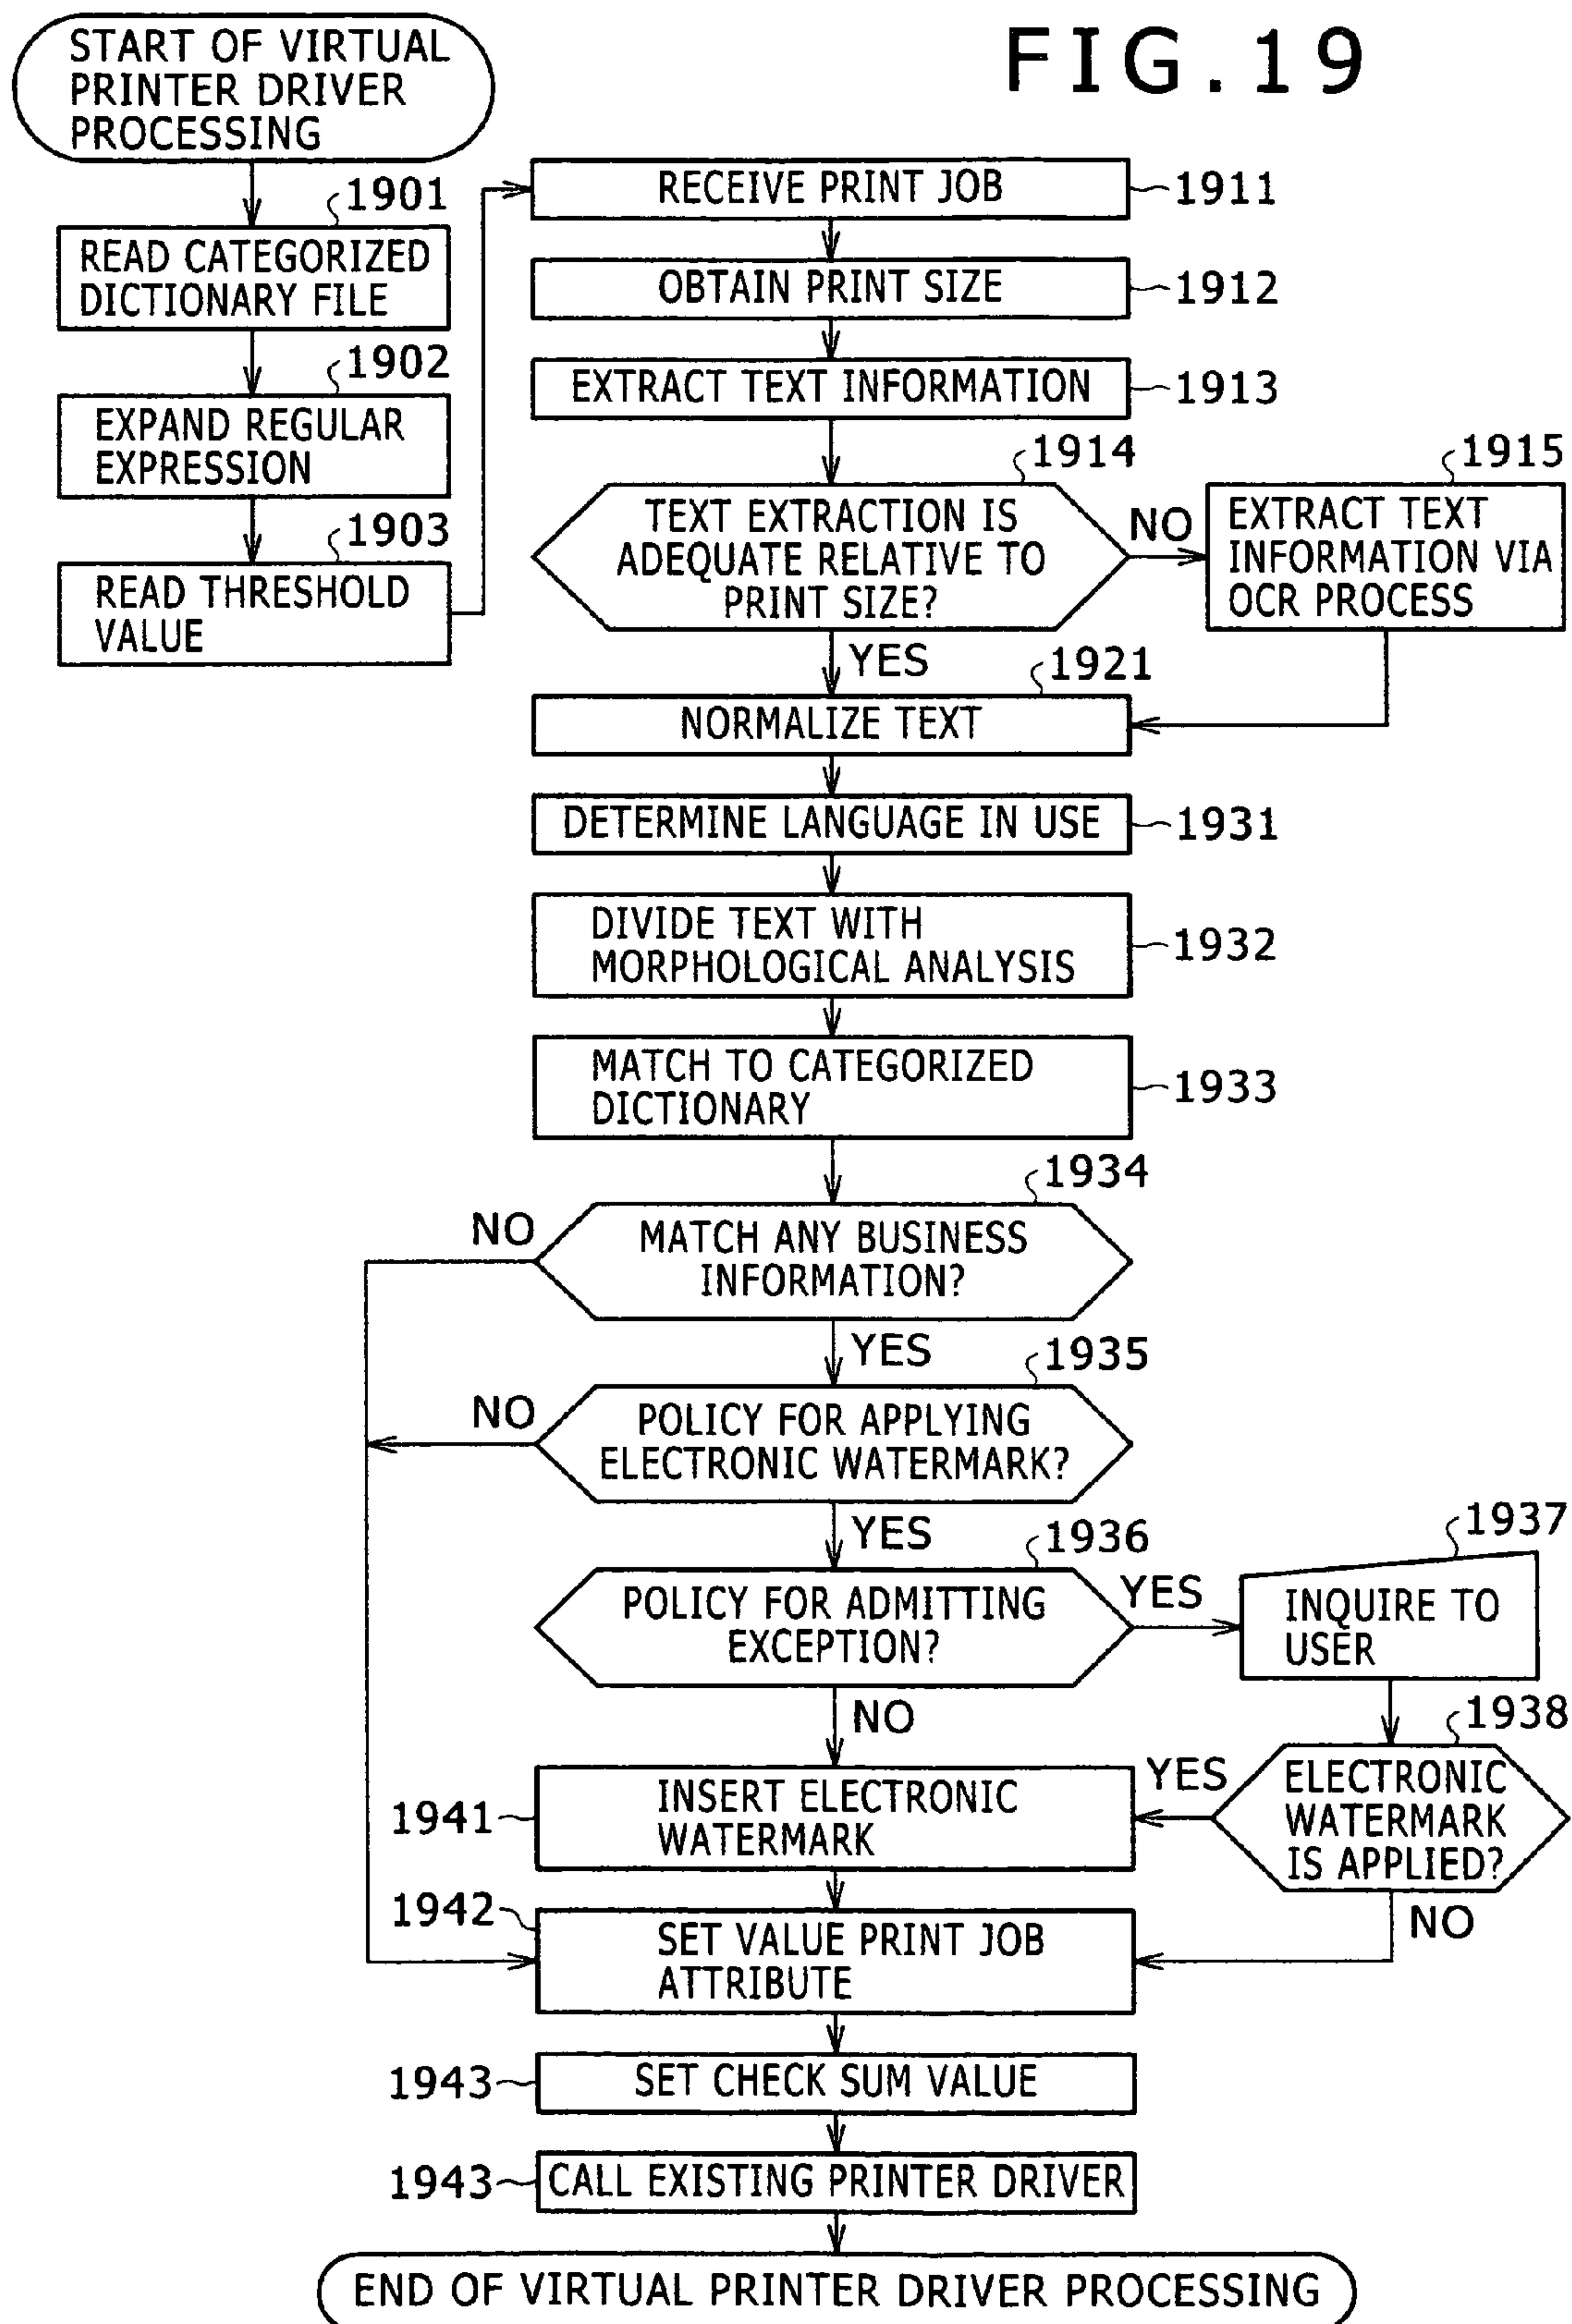 FIG.19
START OF VIRTUAL
PRINTER DRIVER
PROCESSING
1901
READ CATEGORIZED
DICTIONARY FILE
1902
EXPAND REGULAR
EXPRESSION
1903
READ THRESHOLD
VALUE
RECEIVE PRINT JOB
1911
OBTAIN PRINT SIZE
1912
EXTRACT TEXT INFORMATION
1913
1914
TEXT EXTRACTION IS
ADEQUATE RELATIVE TO
PRINT SIZE?
NO
1915
EXTRACT TEXT
INFORMATION VIA
OCR PROCESS
YES
1921
NORMALIZE TEXT
DETERMINE LANGUAGE IN USE
1931
DIVIDE TEXT WITH
MORPHOLOGICAL ANALYSIS
1932
MATCH TO CATEGORIZED
DICTIONARY
1933
1934
NO
MATCH ANY BUSINESS
INFORMATION?
YES
1935
NO
POLICY FOR APPLYING
ELECTRONIC WATERMARK?
YES
1936
POLICY FOR ADMITTING
EXCEPTION?
YES
1937
INQUIRE TO
USER
NO
1938
ELECTRONIC
WATERMARK
IS APPLIED?
YES
NO
1941
INSERT ELECTRONIC
WATERMARK
1942
SET VALUE PRINT JOB
ATTRIBUTE
1943
SET CHECK SUM VALUE
1943
CALL EXISTING PRINTER DRIVER
END OF VIRTUAL PRINTER DRIVER PROCESSING